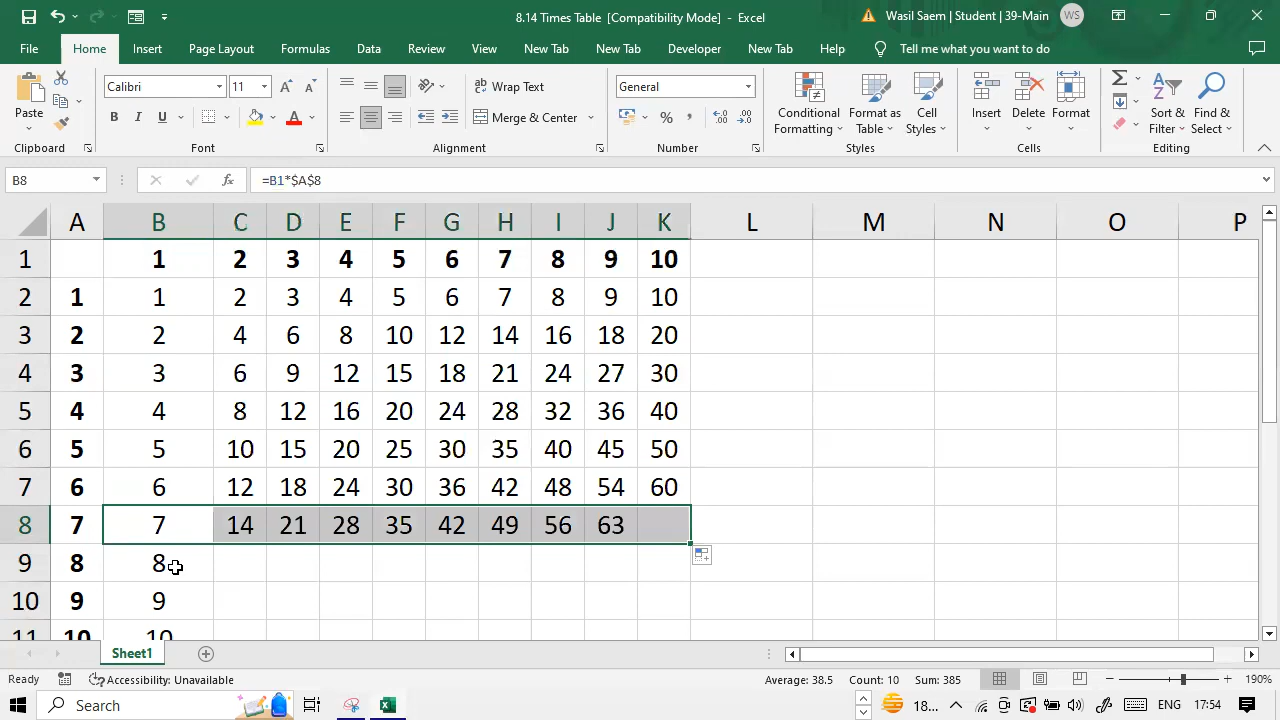 8.14 Times Table [Compatibility Mode] - Excel
Wasil Saem | Student | 39-Main WS
File Home Insert Page Layout Formulas Data Review View New Tab New Tab Developer New Tab Help Tell me what you want to do
Paste
Clipboard
Calibri 11
B I U
Font
Wrap Text
Merge & Center
Alignment
General
% , .00
Number
Conditional Formatting
Format as Table
Cell Styles
Styles
Insert Delete Format
Cells
Sort & Filter
Find & Select
Editing
B8 fx =B1*$A$8
A B C D E F G H I J K L M N O P
1 1 2 3 4 5 6 7 8 9 10
2 1 1 2 3 4 5 6 7 8 9 10
3 2 2 4 6 8 10 12 14 16 18 20
4 3 3 6 9 12 15 18 21 24 27 30
5 4 4 8 12 16 20 24 28 32 36 40
6 5 5 10 15 20 25 30 35 40 45 50
7 6 6 12 18 24 30 36 42 48 54 60
8 7 7 14 21 28 35 42 49 56 63
9 8 8
10 9 9
11 10 10
Sheet1
Ready Accessibility: Unavailable Average: 38.5 Count: 10 Sum: 385 190%
Search 18... ENG 17:54